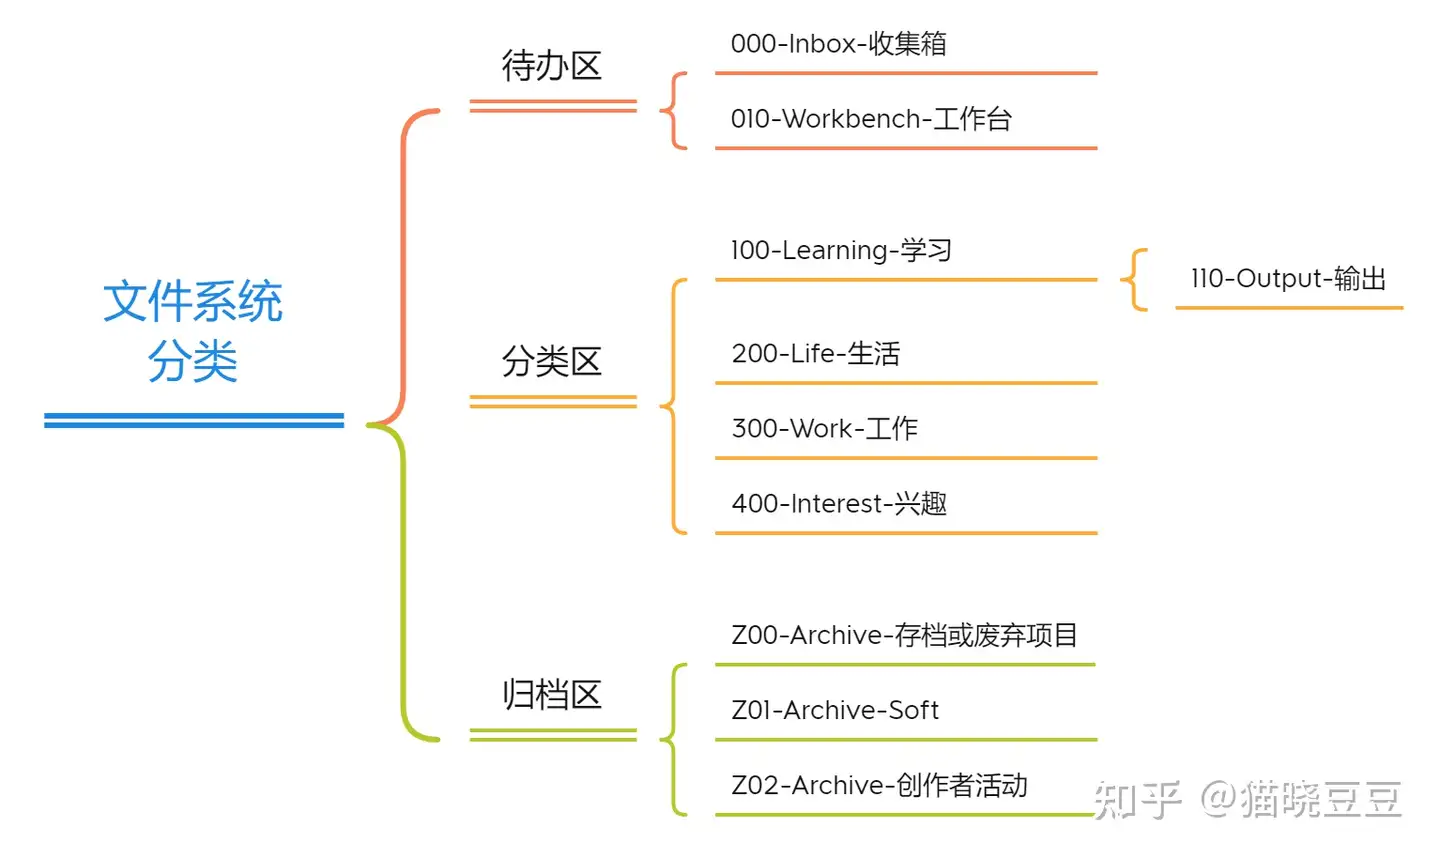 文件系统
分类
待办区
000-Inbox-收集箱
010-Workbench-工作台
分类区
100-Learning-学习
110-Output-输出
200-Life-生活
300-Work-工作
400-Interest-兴趣
归档区
Z00-Archive-存档或废弃项目
Z01-Archive-Soft
Z02-Archive-创作者活动
知乎 @猫晓豆豆